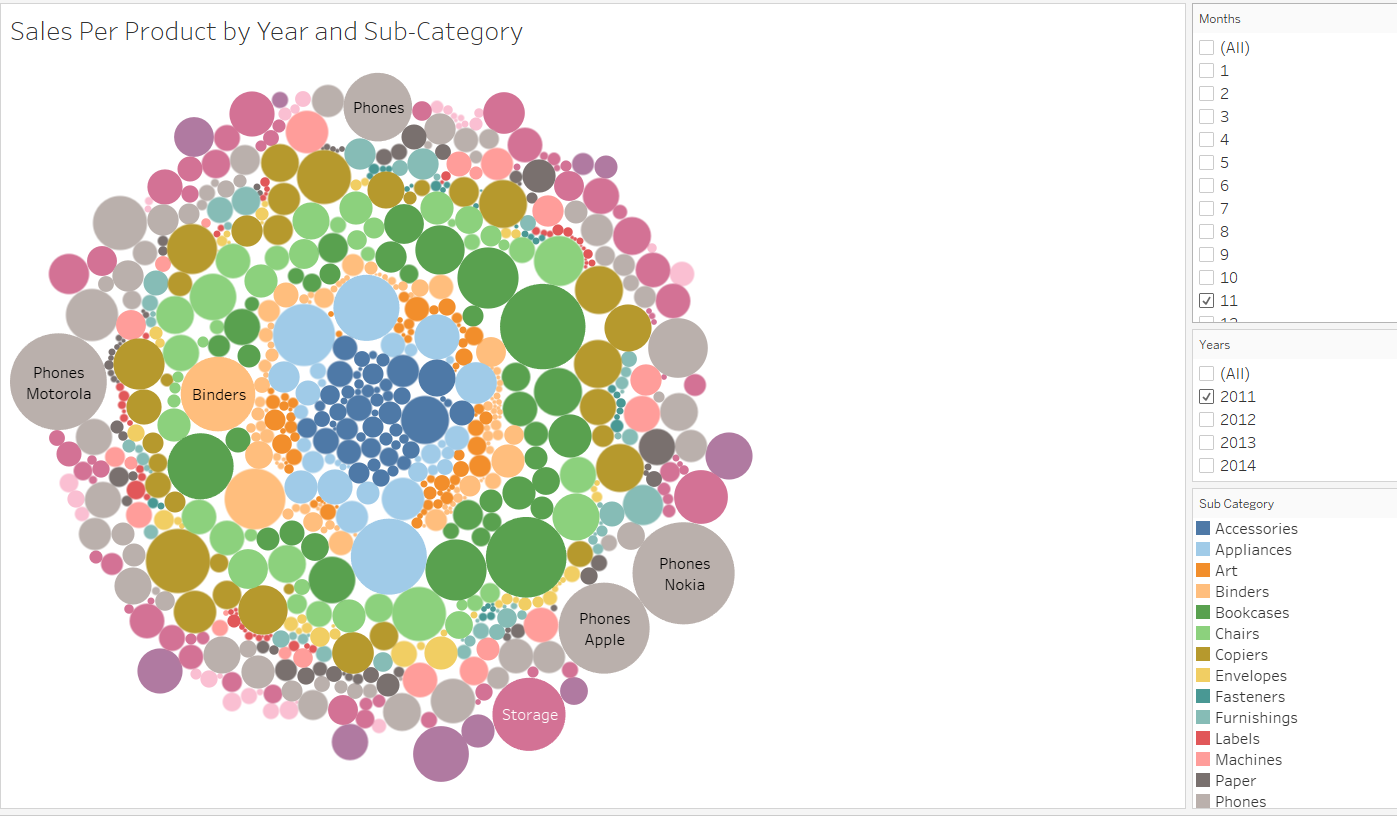 Sales Per Product by Year and Sub-Category
Phones
Phones
Motorola
Binders
Phones
Nokia
Phones
Apple
Storage
Months
(All)
1
2
3
4
5
6
7
8
9
10
11
Years
(All)
2011
2012
2013
2014
Sub Category
Accessories
Appliances
Art
Binders
Bookcases
Chairs
Copiers
Envelopes
Fasteners
Furnishings
Labels
Machines
Paper
Phones